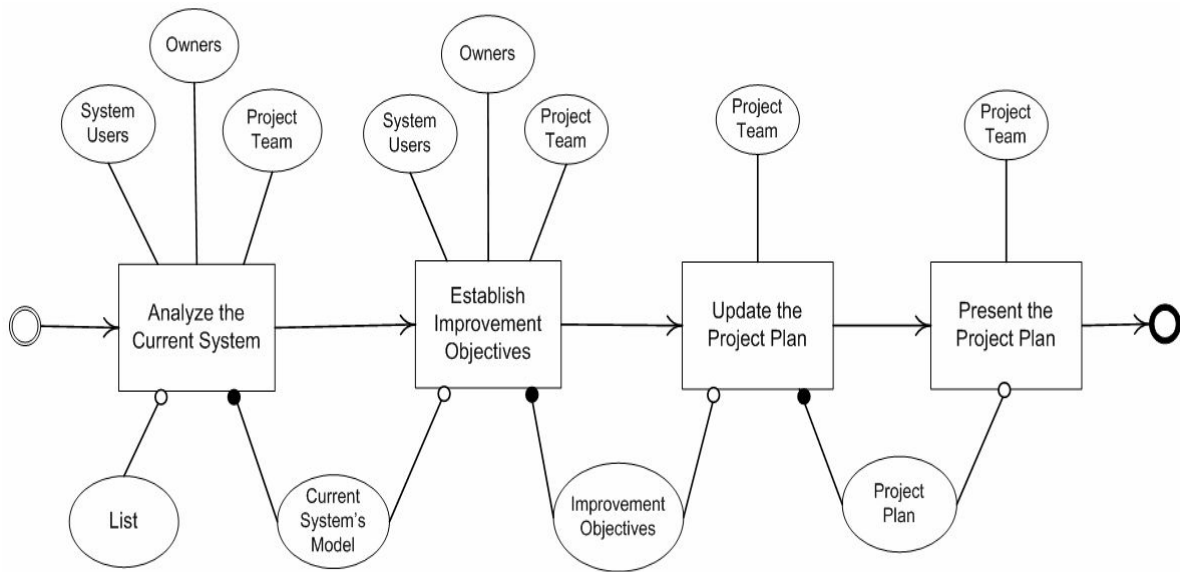 Owners
System
Users
Project
Team
Owners
System
Users
Project
Team
Project
Team
Project
Team
Analyze the
Current System
Establish
Improvement
Objectives
Update the
Project Plan
Present the
Project Plan
List
Current
System's
Model
Improvement
Objectives
Project
Plan